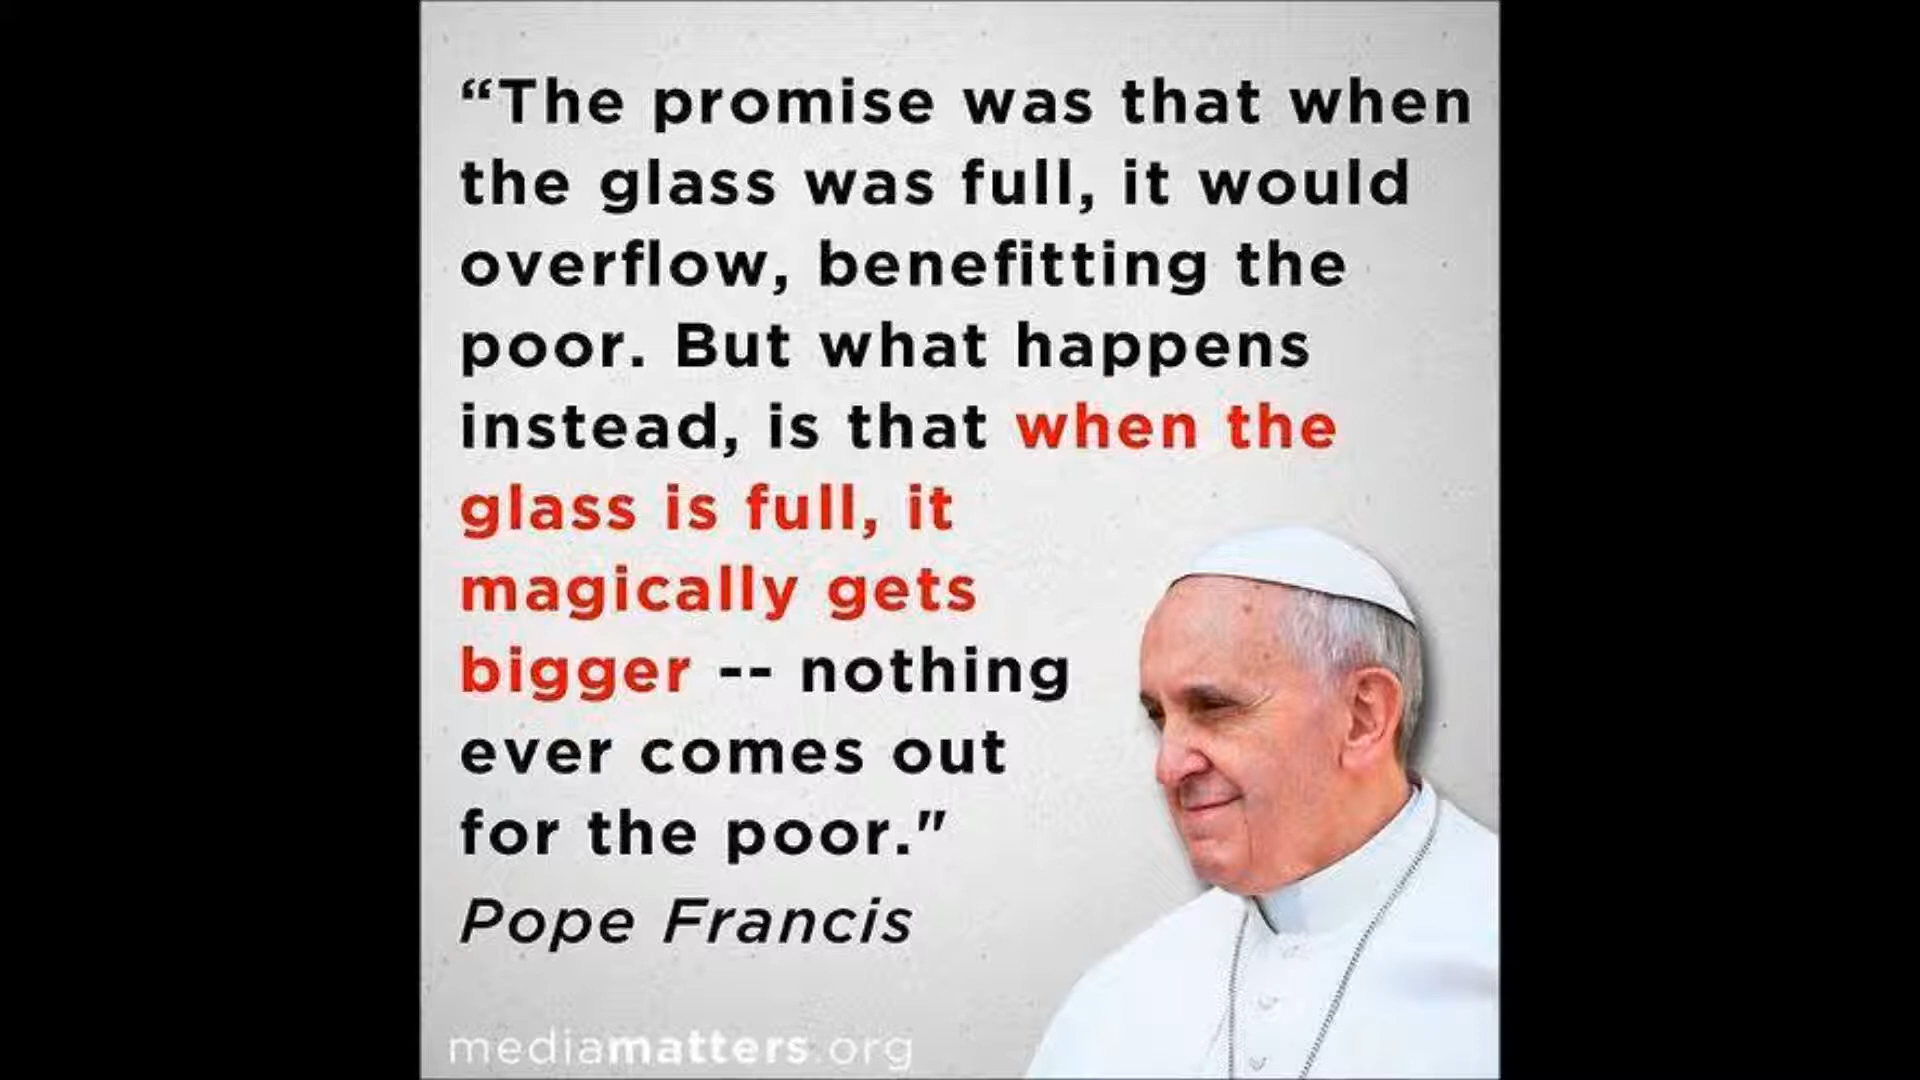 “The promise was that when
the glass was full, it would
overflow, benefitting the
poor. But what happens
instead, is that when the
glass is full, it
magically gets
bigger -- nothing
ever comes out
for the poor."
Pope Francis
mediamatters.org